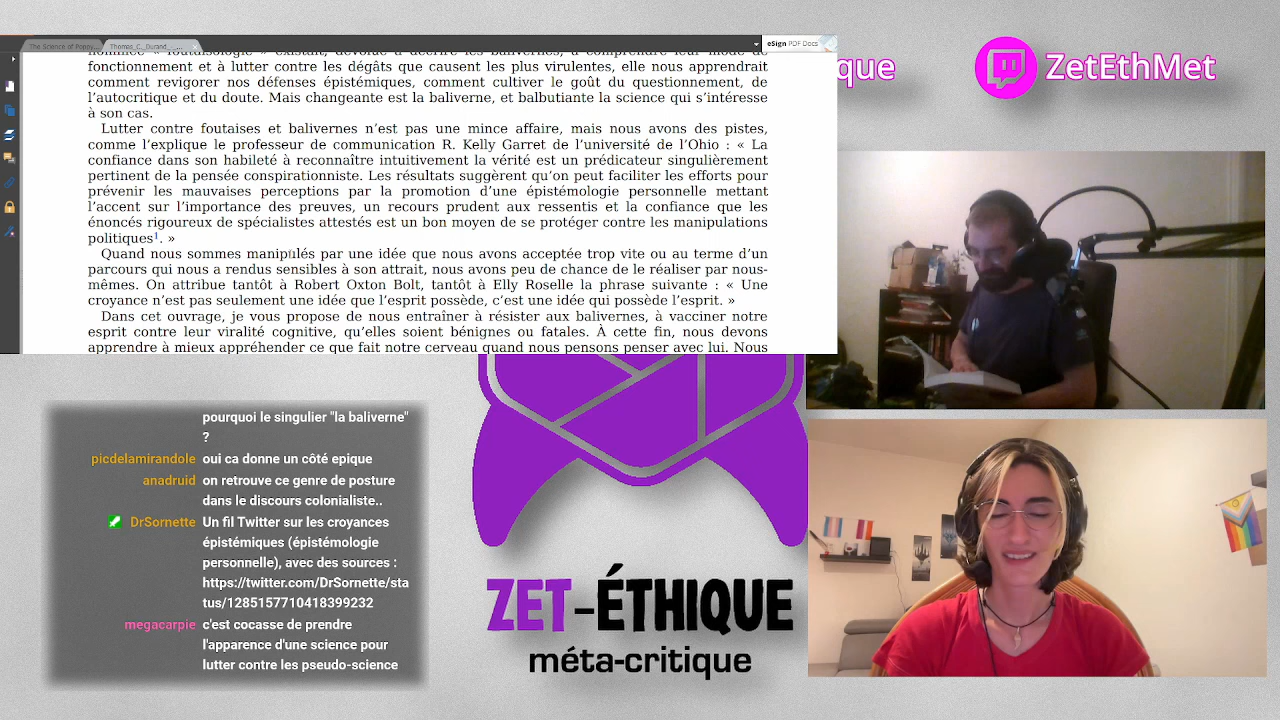 The Science of Poppy...
Thomas_C._Durand_...
eSign PDF Docs
fonctionnement et à lutter contre les dégâts que causent les plus virulentes, elle nous apprendrait
comment revigorer nos défenses épistémiques, comment cultiver le goût du questionnement, de
l’autocritique et du doute. Mais changeante est la baliverne, et balbutiante la science qui s’intéresse
à son cas.
Lutter contre foutaises et balivernes n’est pas une mince affaire, mais nous avons des pistes,
comme l’explique le professeur de communication R. Kelly Garret de l’université de l’Ohio : « La
confiance dans son habileté à reconnaître intuitivement la vérité est un prédicateur singulièrement
pertinent de la pensée conspirationniste. Les résultats suggèrent qu’on peut faciliter les efforts pour
prévenir les mauvaises perceptions par la promotion d’une épistémologie personnelle mettant
l’accent sur l’importance des preuves, un recours prudent aux ressentis et la confiance que les
énoncés rigoureux de spécialistes attestés est un bon moyen de se protéger contre les manipulations
politiques¹. »
Quand nous sommes manipulés par une idée que nous avons acceptée trop vite ou au terme d’un
parcours qui nous a rendus sensibles à son attrait, nous avons peu de chance de le réaliser par nous-
mêmes. On attribue tantôt à Robert Oxton Bolt, tantôt à Elly Roselle la phrase suivante : « Une
croyance n’est pas seulement une idée que l’esprit possède, c’est une idée qui possède l’esprit. »
Dans cet ouvrage, je vous propose de nous entraîner à résister aux balivernes, à vacciner notre
esprit contre leur viralité cognitive, qu’elles soient bénignes ou fatales. À cette fin, nous devons
apprendre à mieux appréhender ce que fait notre cerveau quand nous pensons penser avec lui. Nous
que
ZetEthMet
pourquoi le singulier "la baliverne"
?
picdelamirandole oui ca donne un côté epique
anadruid on retrouve ce genre de posture
dans le discours colonialiste..
DrSornette Un fil Twitter sur les croyances
épistémiques (épistémologie
personnelle), avec des sources :
https://twitter.com/DrSornette/sta
tus/1285157710418399232
megacarpie c'est cocasse de prendre
l'apparence d'une science pour
lutter contre les pseudo-science
ZET-ÉTHIQUE
méta-critique